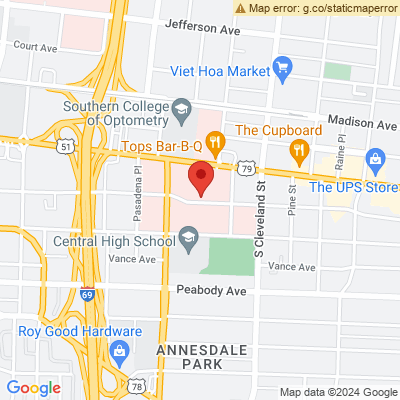 Map error: g.co/staticmaperror
Jefferson Ave
Court Ave
Viet Hoa Market
Southern College
of Optometry
Madison Ave
Tops Bar-B-Q
The Cupboard
Raine Pl
51
79
Pasadena Pl
The UPS Store
Pine St
S Cleveland St
Central High School
Vance Ave
Vance Ave
69
Peabody Ave
Roy Good Hardware
ANNESDALE
PARK
78
Google
Map data ©2024 Google